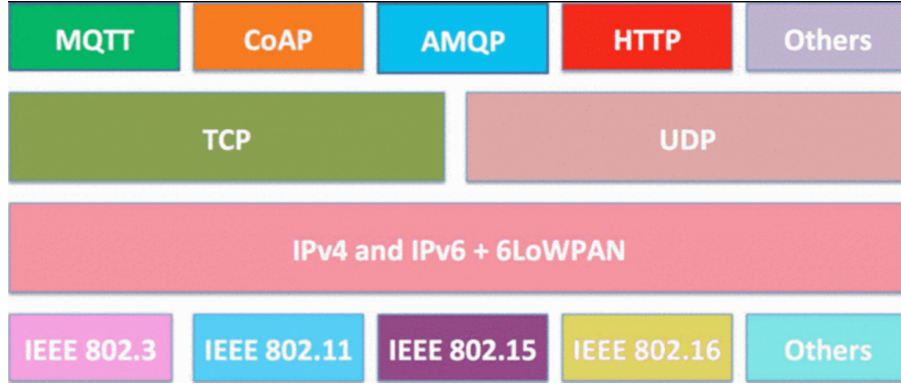 MQTT CoAP AMQP HTTP Others
TCP UDP
IPv4 and IPv6 + 6LoWPAN
IEEE 802.3 IEEE 802.11 IEEE 802.15 IEEE 802.16 Others